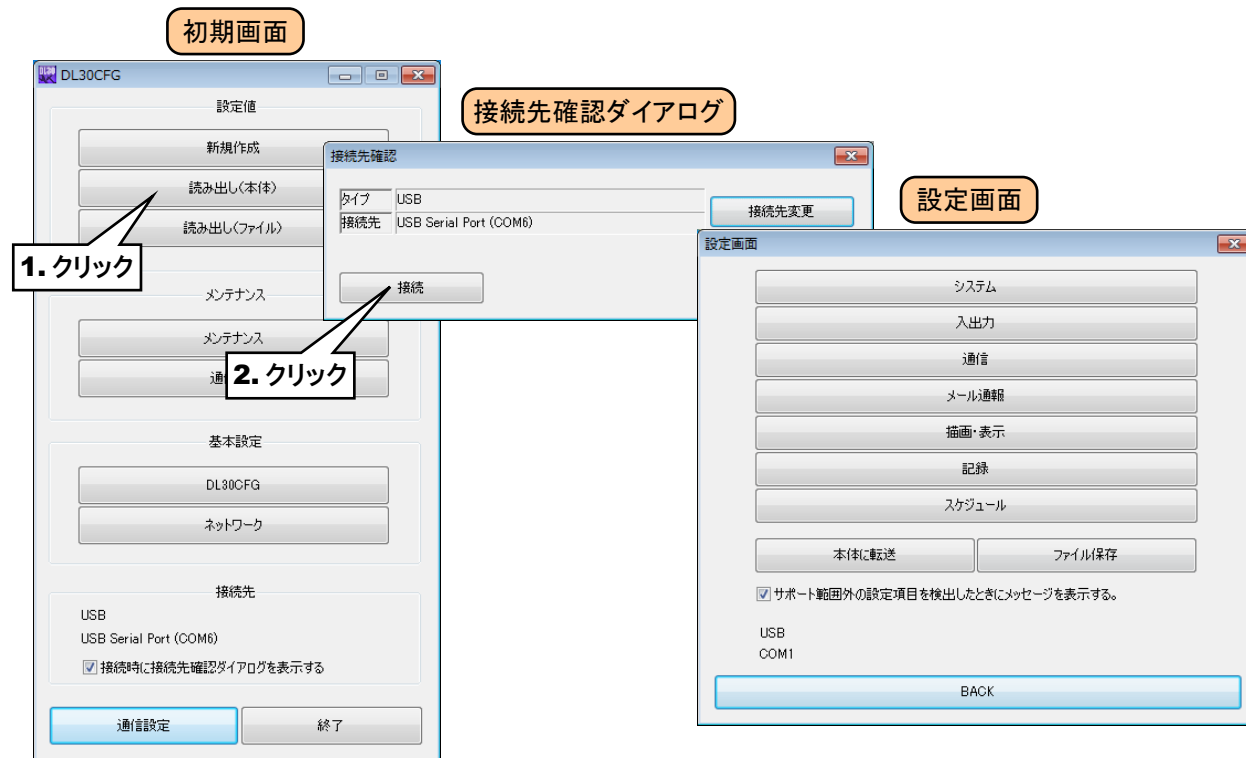 初期画面
DL30CFG
設定値
新規作成
読み出し(本体)
読み出し(ファイル)
1. クリック
メンテナンス
メンテナンス
通
2. クリック
基本設定
DL30CFG
ネットワーク
接続先
USB
USB Serial Port (COM6)
接続時に接続先確認ダイアログを表示する
通信設定
終了
接続先確認ダイアログ
接続先確認
タイプ USB
接続先 USB Serial Port (COM6)
接続先変更
接続
設定画面
設定画面
システム
入出力
通信
メール通報
描画・表示
記録
スケジュール
本体に転送
ファイル保存
サポート範囲外の設定項目を検出したときにメッセージを表示する。
USB
COM1
BACK